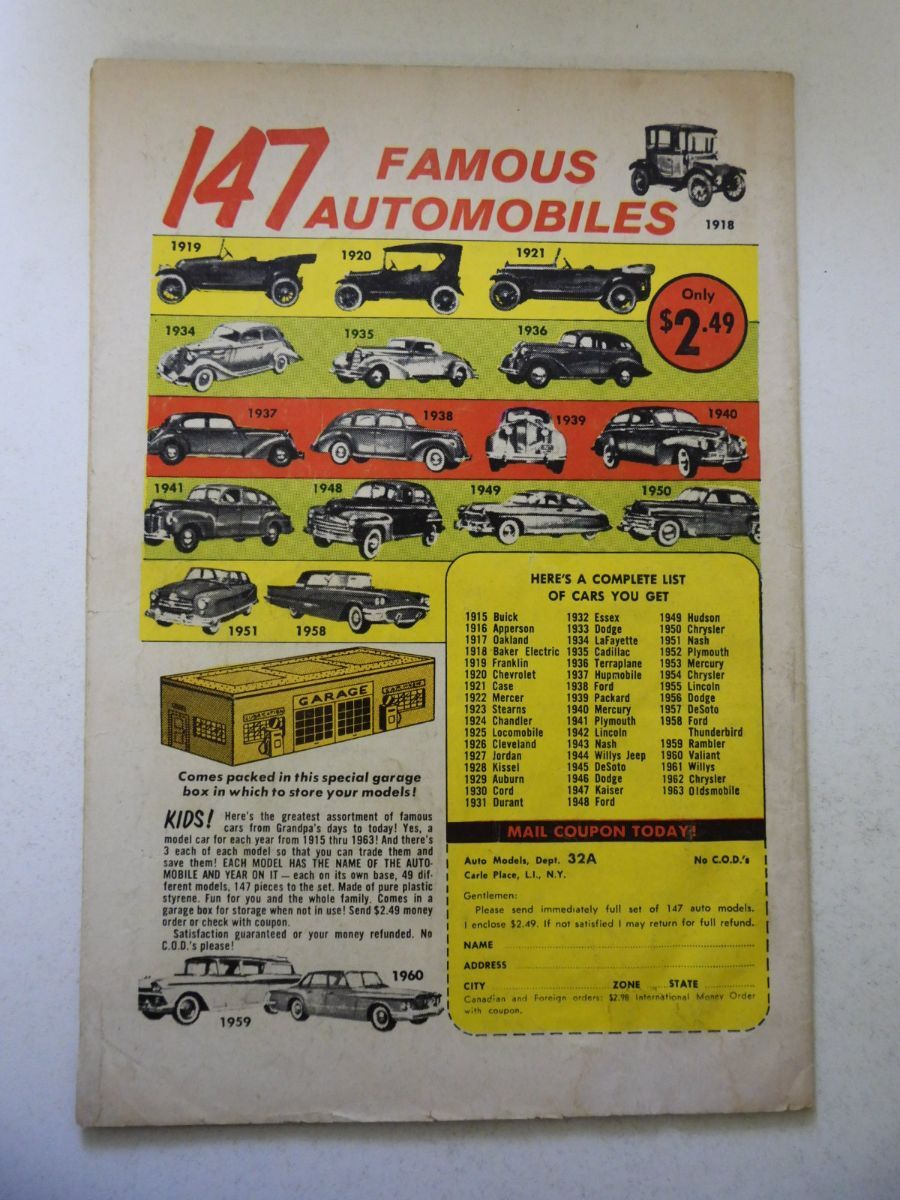 147 FAMOUS
AUTOMOBILES
1918
1919
1920
1921
Only
$2.49
1934
1935
1936
1937
1938
1939
1940
1941
1948
1949
1950
1951
1958
GARAGE
Comes packed in this special garage
box in which to store your models!
KIDS! Here's the greatest assortment of famous
cars from Grandpa's days to today! Yes, a
model car for each year from 1915 thru 1963! And there's
3 each of each model so that you can trade them and
save them! EACH MODEL HAS THE NAME OF THE AUTO-
MOBILE AND YEAR ON IT — each on its own base, 49 dif-
ferent models, 147 pieces to the set. Made of pure plastic
styrene. Fun for you and the whole family. Comes in a
garage box for storage when not in use! Send $2.49 money
order or check with coupon.
Satisfaction guaranteed or your money refunded. No
C.O.D.'s please!
1959
1960
HERE'S A COMPLETE LIST
OF CARS YOU GET
1915 Buick
1916 Apperson
1917 Oakland
1918 Baker Electric
1919 Franklin
1920 Chevrolet
1921 Case
1922 Mercer
1923 Stearns
1924 Chandler
1925 Locomobile
1926 Cleveland
1927 Jordan
1928 Kissel
1929 Auburn
1930 Cord
1931 Durant
1932 Essex
1933 Dodge
1934 LaFayette
1935 Cadillac
1936 Terraplane
1937 Hupmobile
1938 Ford
1939 Packard
1940 Mercury
1941 Plymouth
1942 Lincoln
1943 Nash
1944 Willys Jeep
1945 DeSoto
1946 Dodge
1947 Kaiser
1948 Ford
1949 Hudson
1950 Chrysler
1951 Nash
1952 Plymouth
1953 Mercury
1954 Chrysler
1955 Lincoln
1956 Dodge
1957 DeSoto
1958 Ford
Thunderbird
1959 Rambler
1960 Valiant
1961 Willys
1962 Chrysler
1963 Oldsmobile
MAIL COUPON TODAY!
Auto Models, Dept. 32A No C.O.D.'s
Carle Place, L.I., N.Y.
Gentlemen:
Please send immediately full set of 147 auto models.
I enclose $2.49. If not satisfied I may return for full refund.
NAME
ADDRESS
CITY ZONE STATE
Canadian and Foreign orders: $2.98 International Money Order
with coupon.